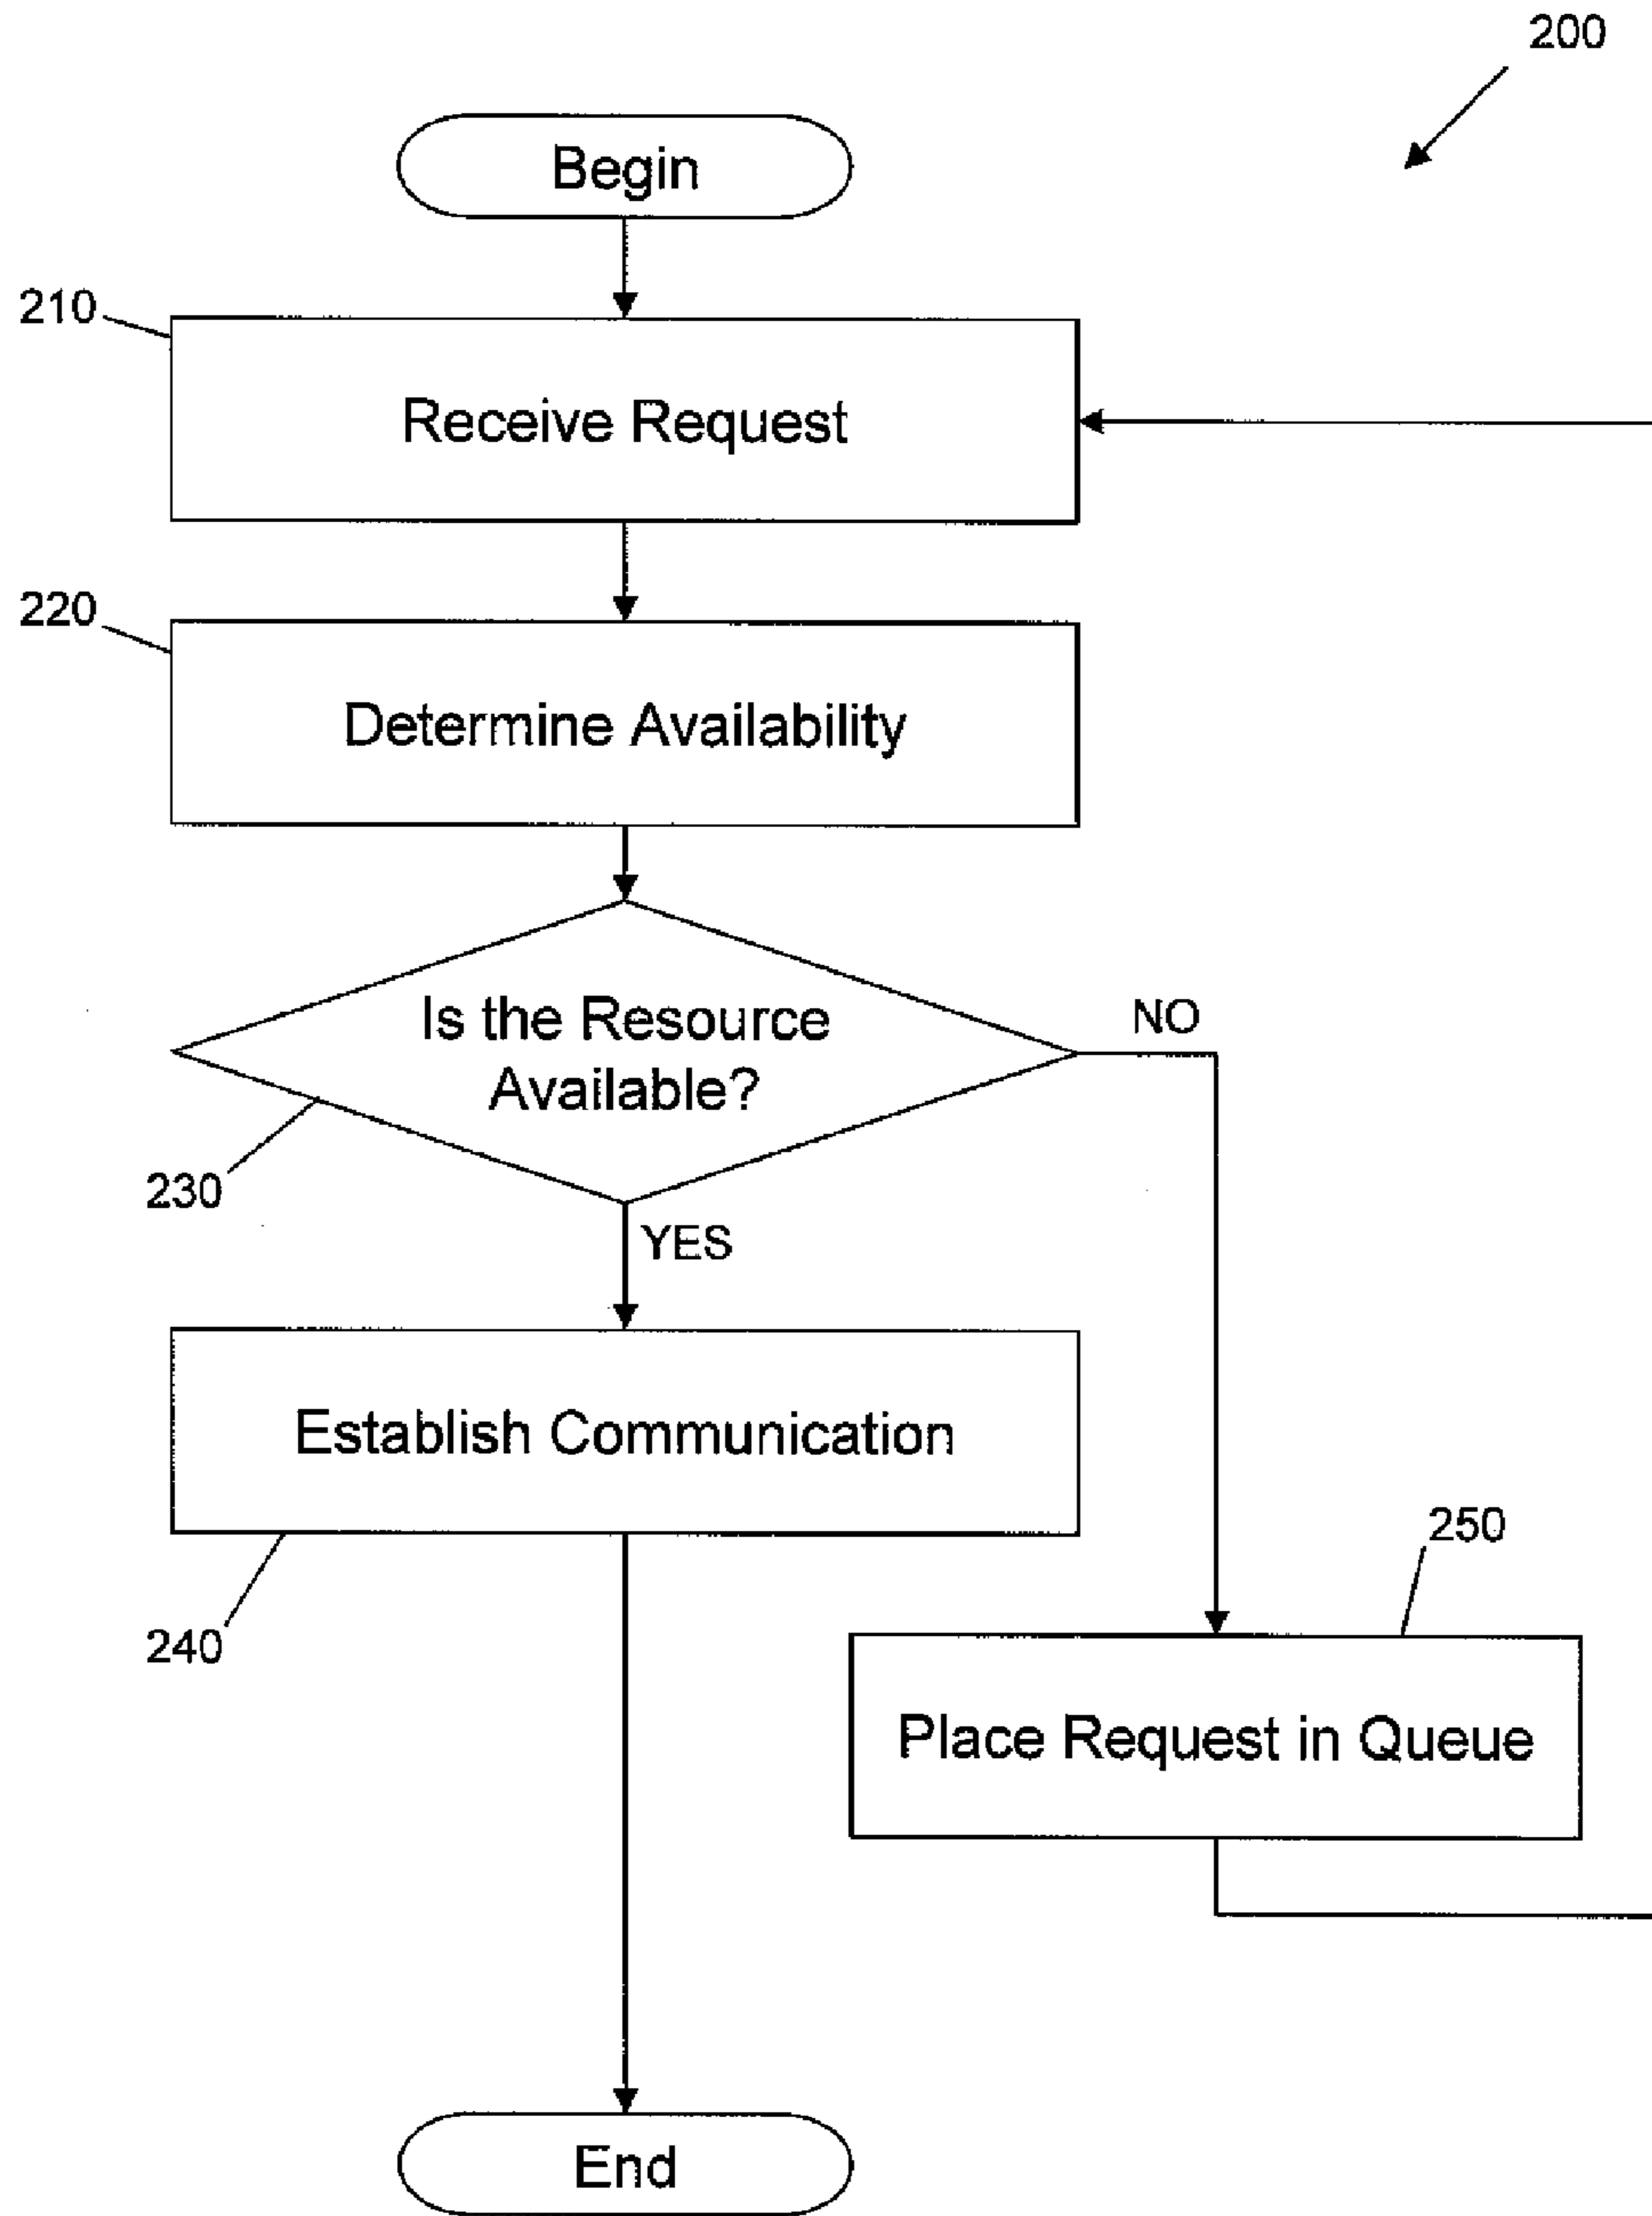 200
Begin
210
Receive Request
220
Determine Availability
Is the Resource
Available?
NO
230
YES
Establish Communication
240
250
Place Request in Queue
End